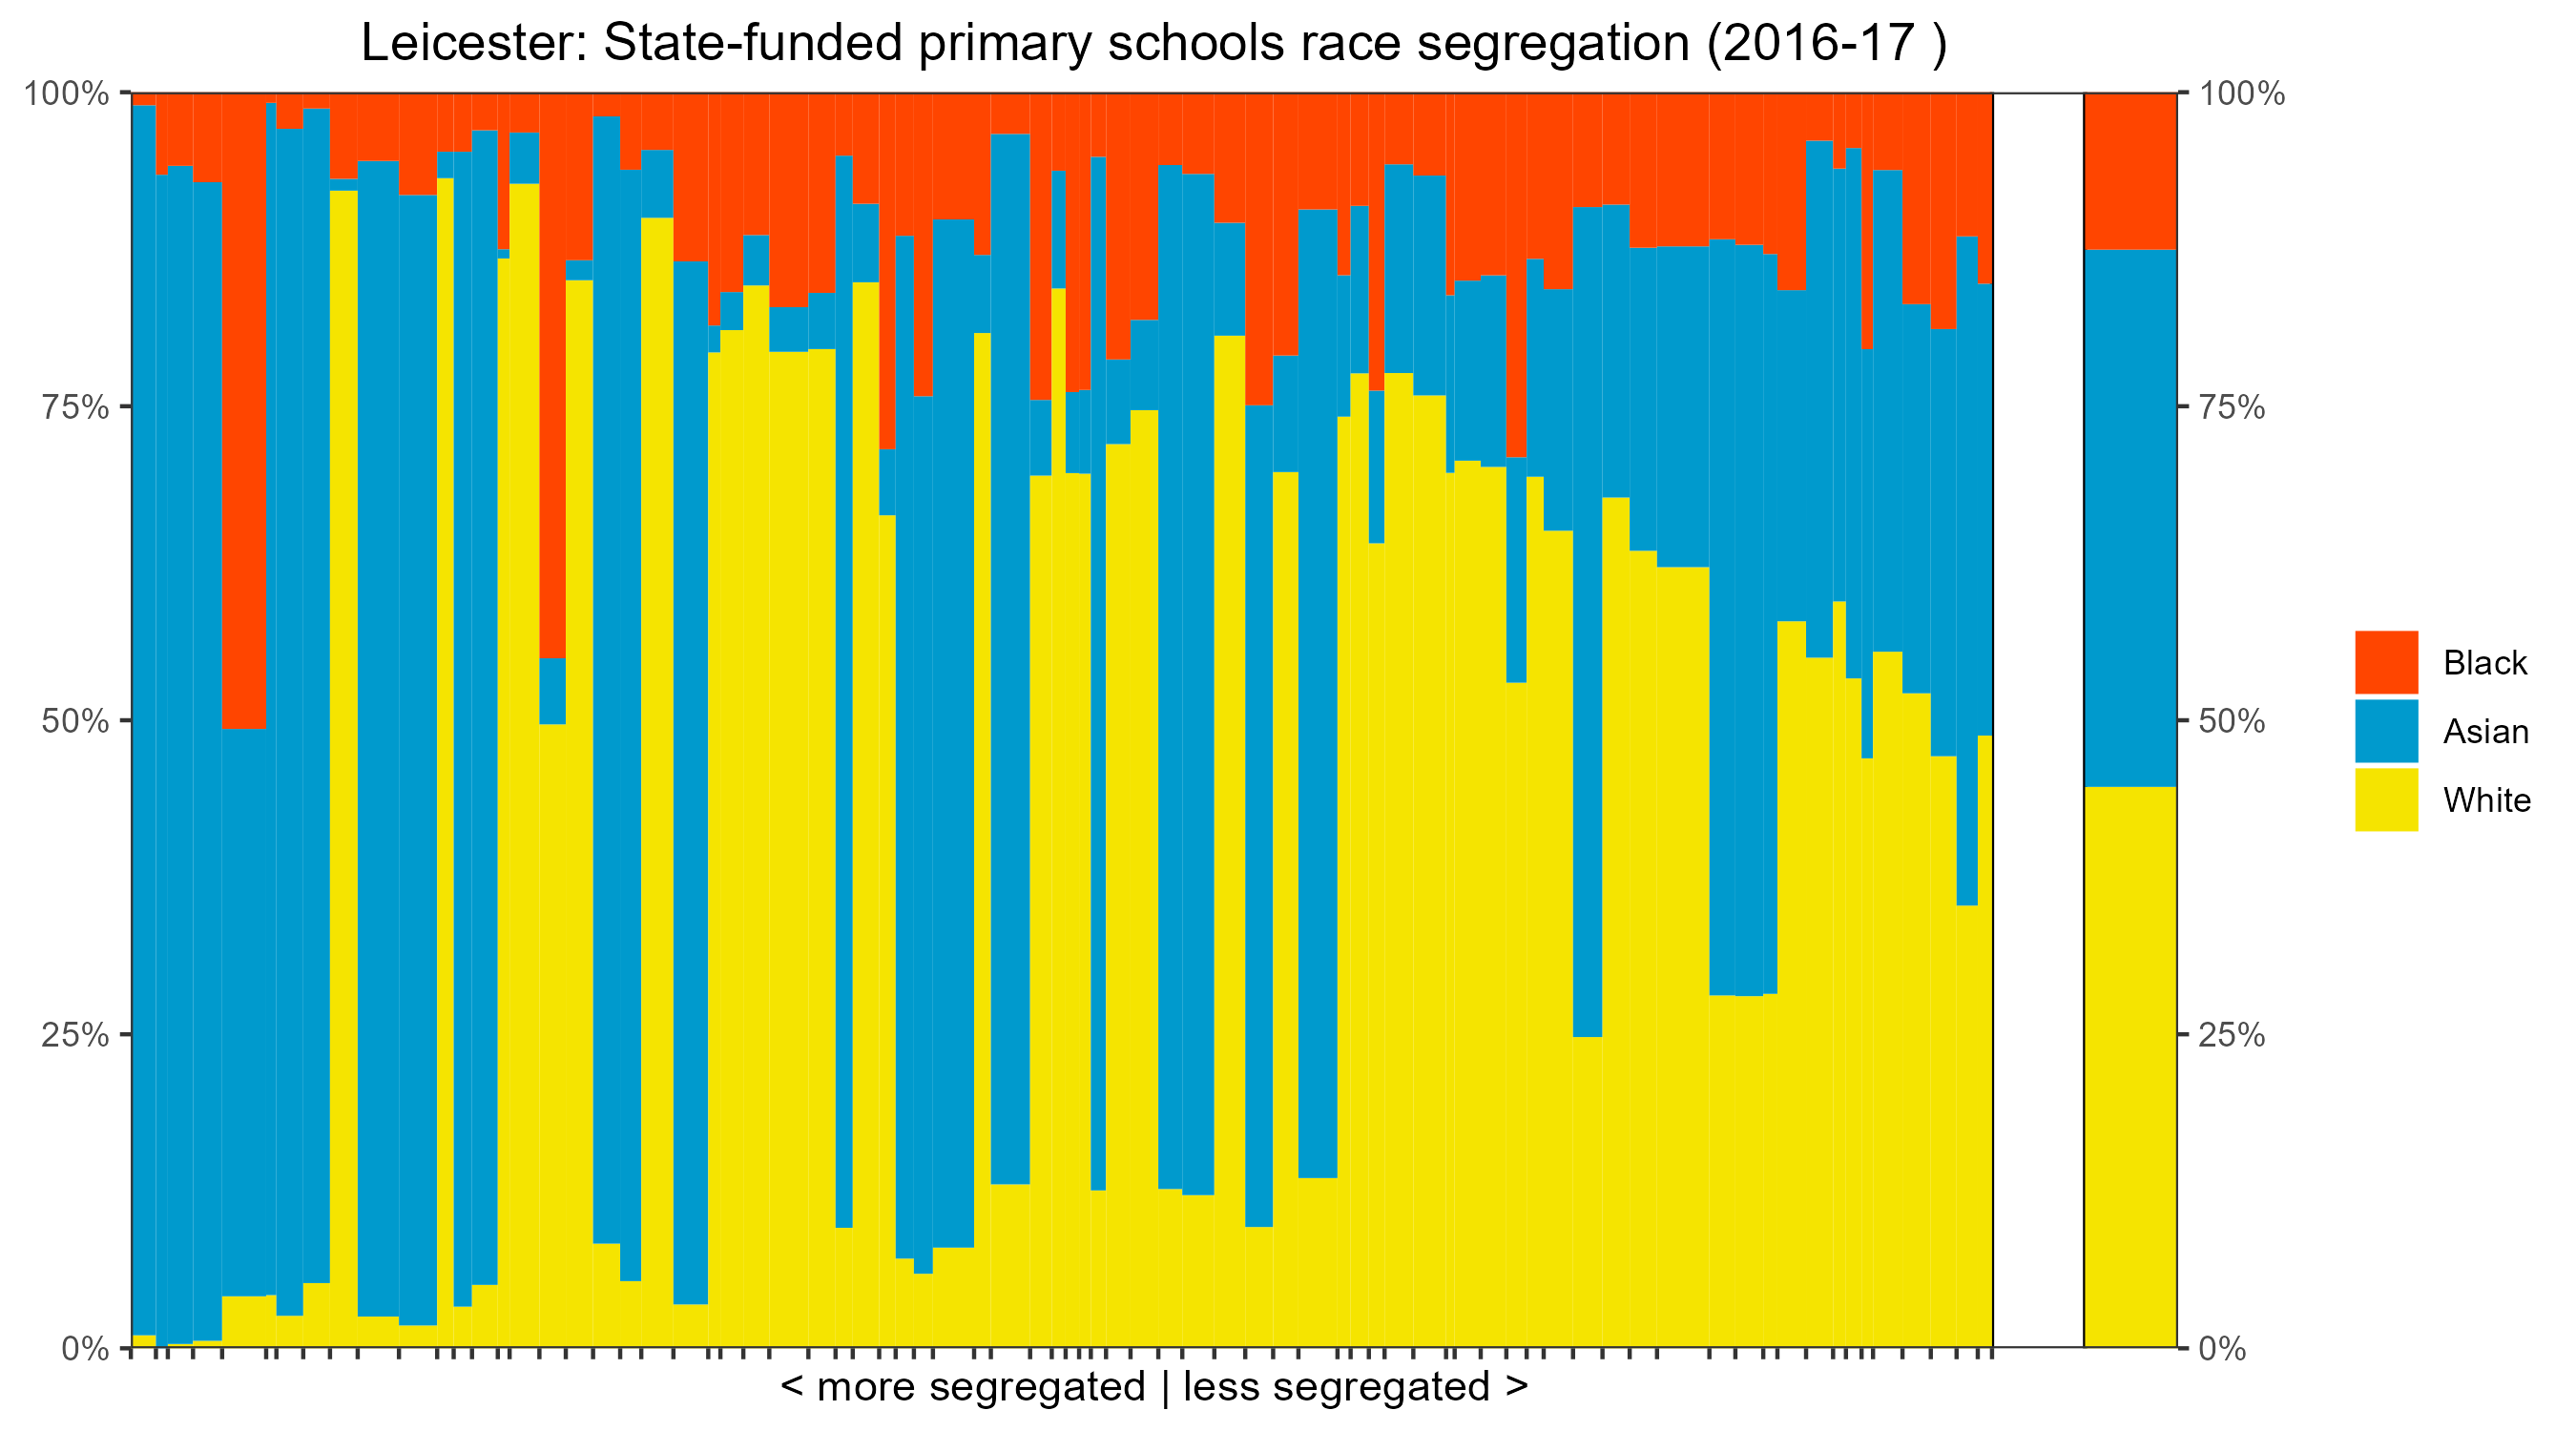 Leicester: State-funded primary schools race segregation (2016-17 )
100%
75%
50%
25%
0%
100%
75%
50%
25%
0%
Black
Asian
White
< more segregated | less segregated >